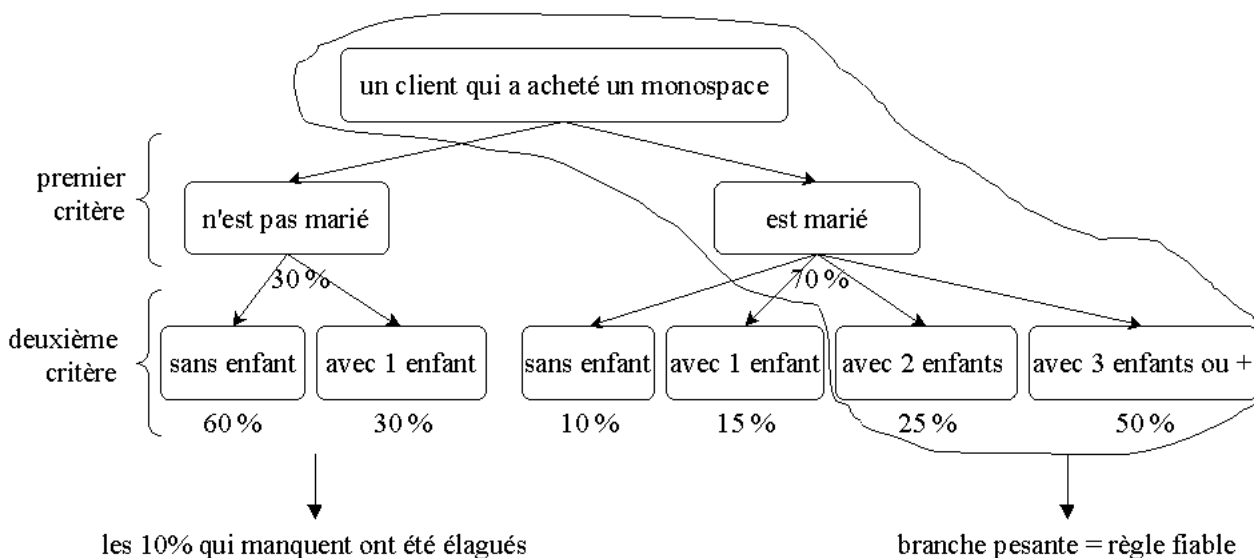 un client qui a acheté un monospace
premier
critère
n'est pas marié
est marié
30 %
70 %
deuxième
critère
sans enfant
avec 1 enfant
sans enfant
avec 1 enfant
avec 2 enfants
avec 3 enfants ou +
60 %
30 %
10 %
15 %
25 %
50 %
les 10% qui manquent ont été élagués
branche pesante = règle fiable